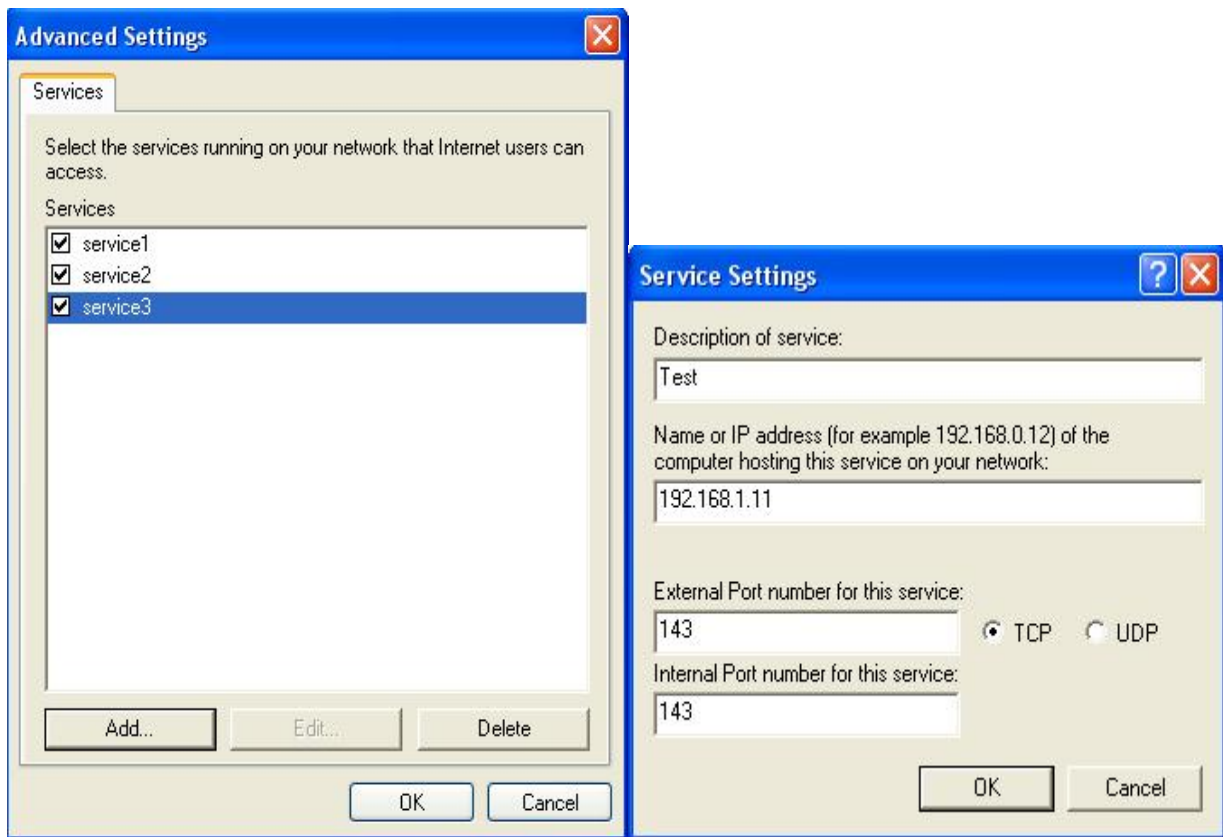 Advanced Settings
Services
Select the services running on your network that Internet users can
access.
Services
service1
service2
service3
Add...
Edit...
Delete
OK
Cancel
Service Settings
Description of service:
Test
Name or IP address (for example 192.168.0.12) of the
computer hosting this service on your network:
192.168.1.11
External Port number for this service:
143
TCP
UDP
Internal Port number for this service:
143
OK
Cancel